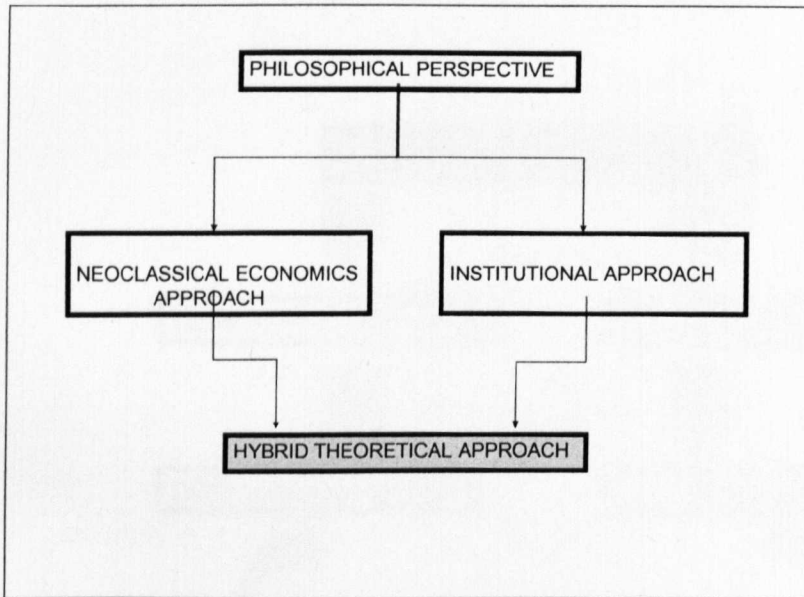 PHILOSOPHICAL PERSPECTIVE
NEOCLASSICAL ECONOMICS
APPROACH
INSTITUTIONAL APPROACH
HYBRID THEORETICAL APPROACH